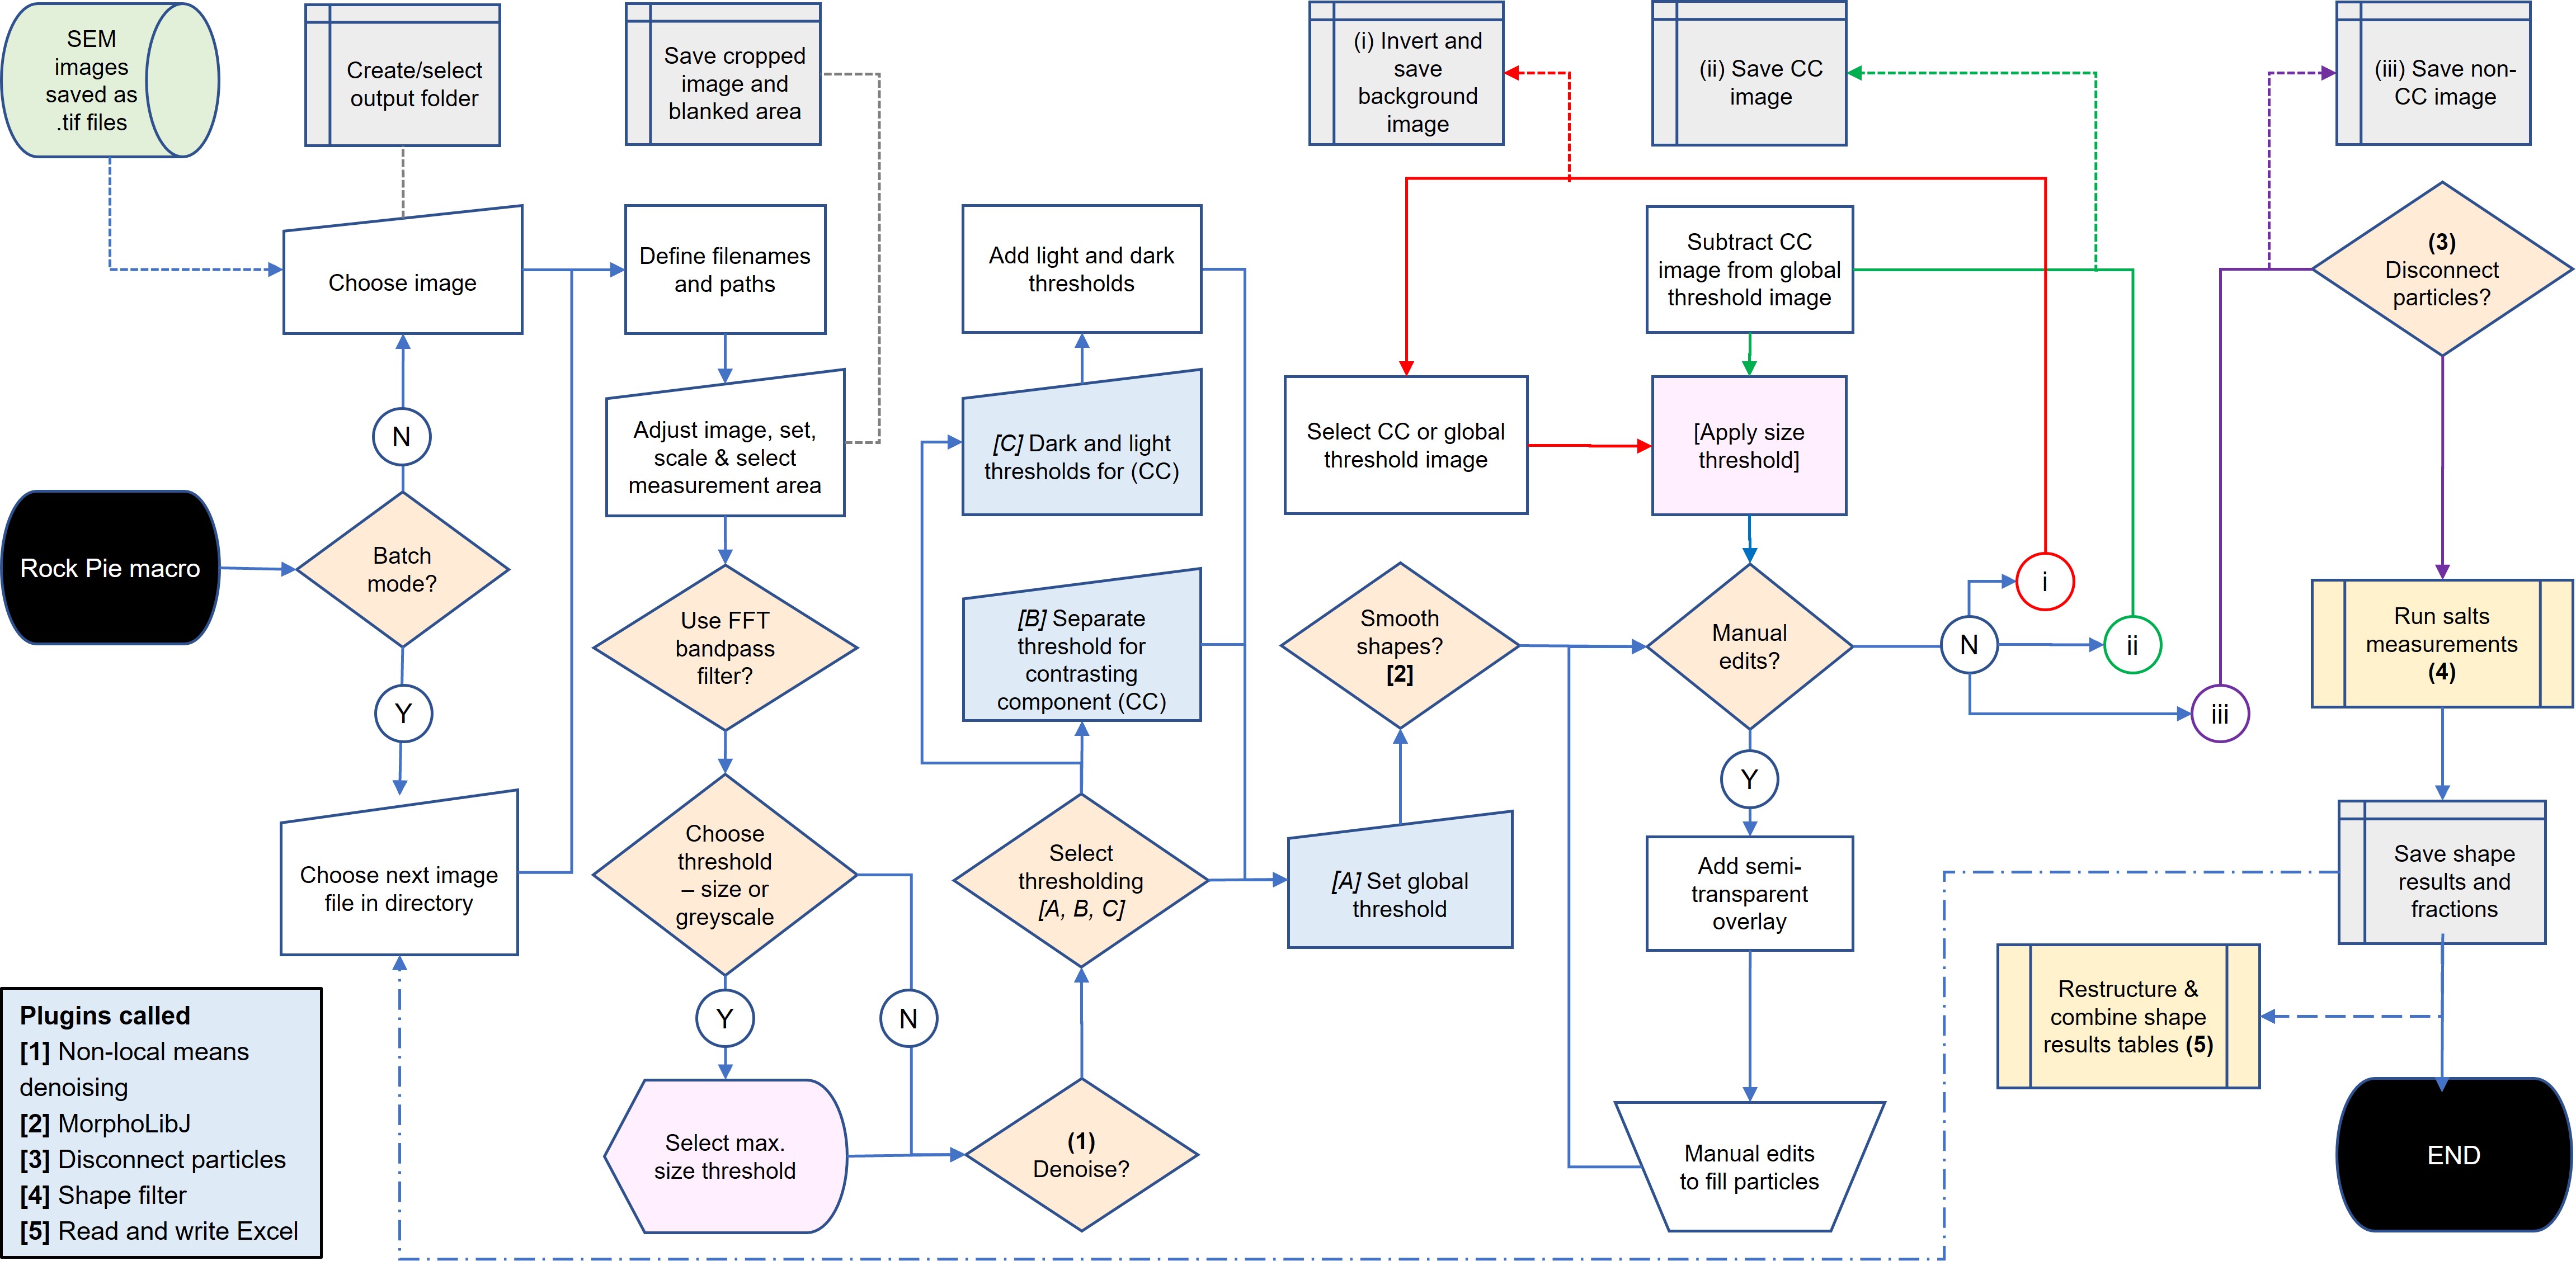 SEM
images
saved as
.tif files
Create/select
output folder
Save cropped
image and
blanked area
(i) Invert and
save
background
image
(ii) Save CC
image
(iii) Save non-
CC image
Choose image
Define filenames
and paths
Add light and dark
thresholds
Subtract CC
image from global
threshold image
(3)
Disconnect
particles?
N
Adjust image, set,
scale & select
measurement area
[C] Dark and light
thresholds for (CC)
Select CC or global
threshold image
[Apply size
threshold]
Rock Pie macro
Batch
mode?
Use FFT
bandpass
filter?
[B] Separate
threshold for
contrasting
component (CC)
Smooth
shapes?
[2]
Manual
edits?
N
i
ii
iii
Run salts
measurements
(4)
Y
Choose next image
file in directory
Choose
threshold
– size or
greyscale
Select
thresholding
[A, B, C]
[A] Set global
threshold
Y
Add semi-
transparent
overlay
Save shape
results and
fractions
Y
N
Restructure &
combine shape
results tables (5)
Select max.
size threshold
(1)
Denoise?
Manual edits
to fill particles
END
Plugins called
[1] Non-local means
denoising
[2] MorphoLibJ
[3] Disconnect particles
[4] Shape filter
[5] Read and write Excel